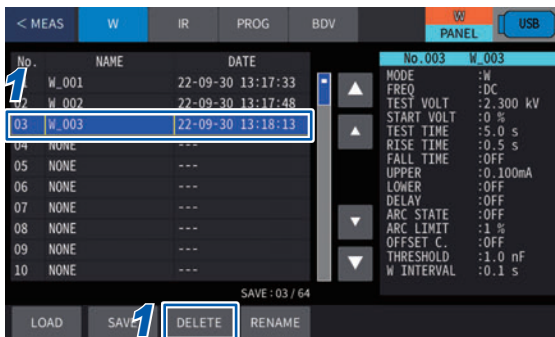 < MEAS W IR PROG BDV W PANEL USB
No. NAME DATE
1
W_001 22-09-30 13:17:33
02 W_002 22-09-30 13:17:48
03 W_003 22-09-30 13:18:13
04 NONE ---
05 NONE ---
06 NONE ---
07 NONE ---
08 NONE ---
09 NONE ---
10 NONE ---
SAVE:03 / 64
No.003 W_003
MODE :W
FREQ :DC
TEST VOLT :2.300 kV
START VOLT :0 %
TEST TIME :5.0 s
RISE TIME :0.5 s
FALL TIME :OFF
UPPER :0.100mA
LOWER :OFF
DELAY :OFF
ARC STATE :OFF
ARC LIMIT :1 %
OFFSET C. :OFF
THRESHOLD :1.0 nF
W INTERVAL :0.1 s
1
LOAD SAVE DELETE RENAME